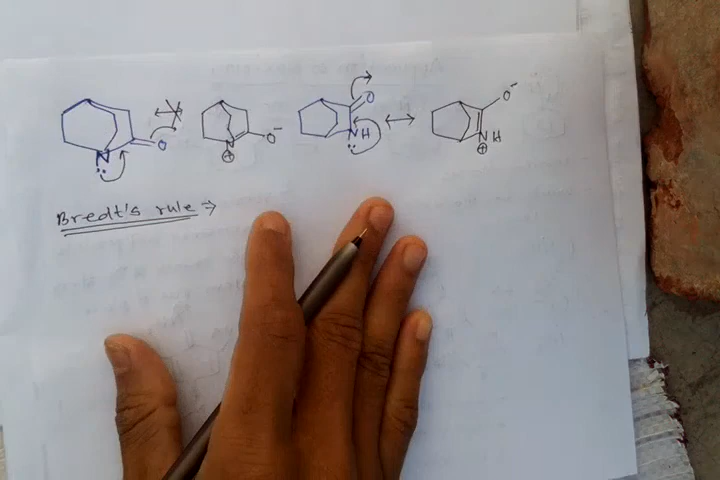 N O N ⊕ O⁻ O N H O⁻ N H ⊕
Bredt's rule ⇒